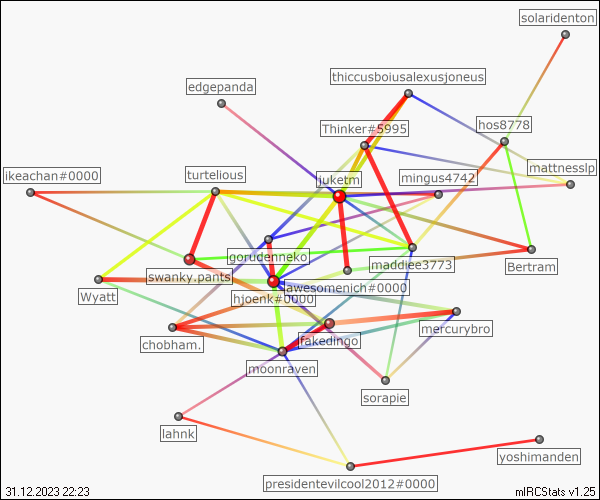 solaridenton
thiccusboiusalexusjoneus
edgepanda
Thinker#5995
hos8778
ikeachan#0000
turtelious
juketm
mingus4742
mattnesslp
gorddenneko
maddiee3773
Bertram
swanky.pants
awesomenich#0000
Wyatt
hjoenk#0000
mercurybro
chobham.
fakedingo
moonraven
sorapie
lahnk
yoshimanden
presidentevilcool2012#0000
31.12.2023 22:23
mIRCStats v1.25